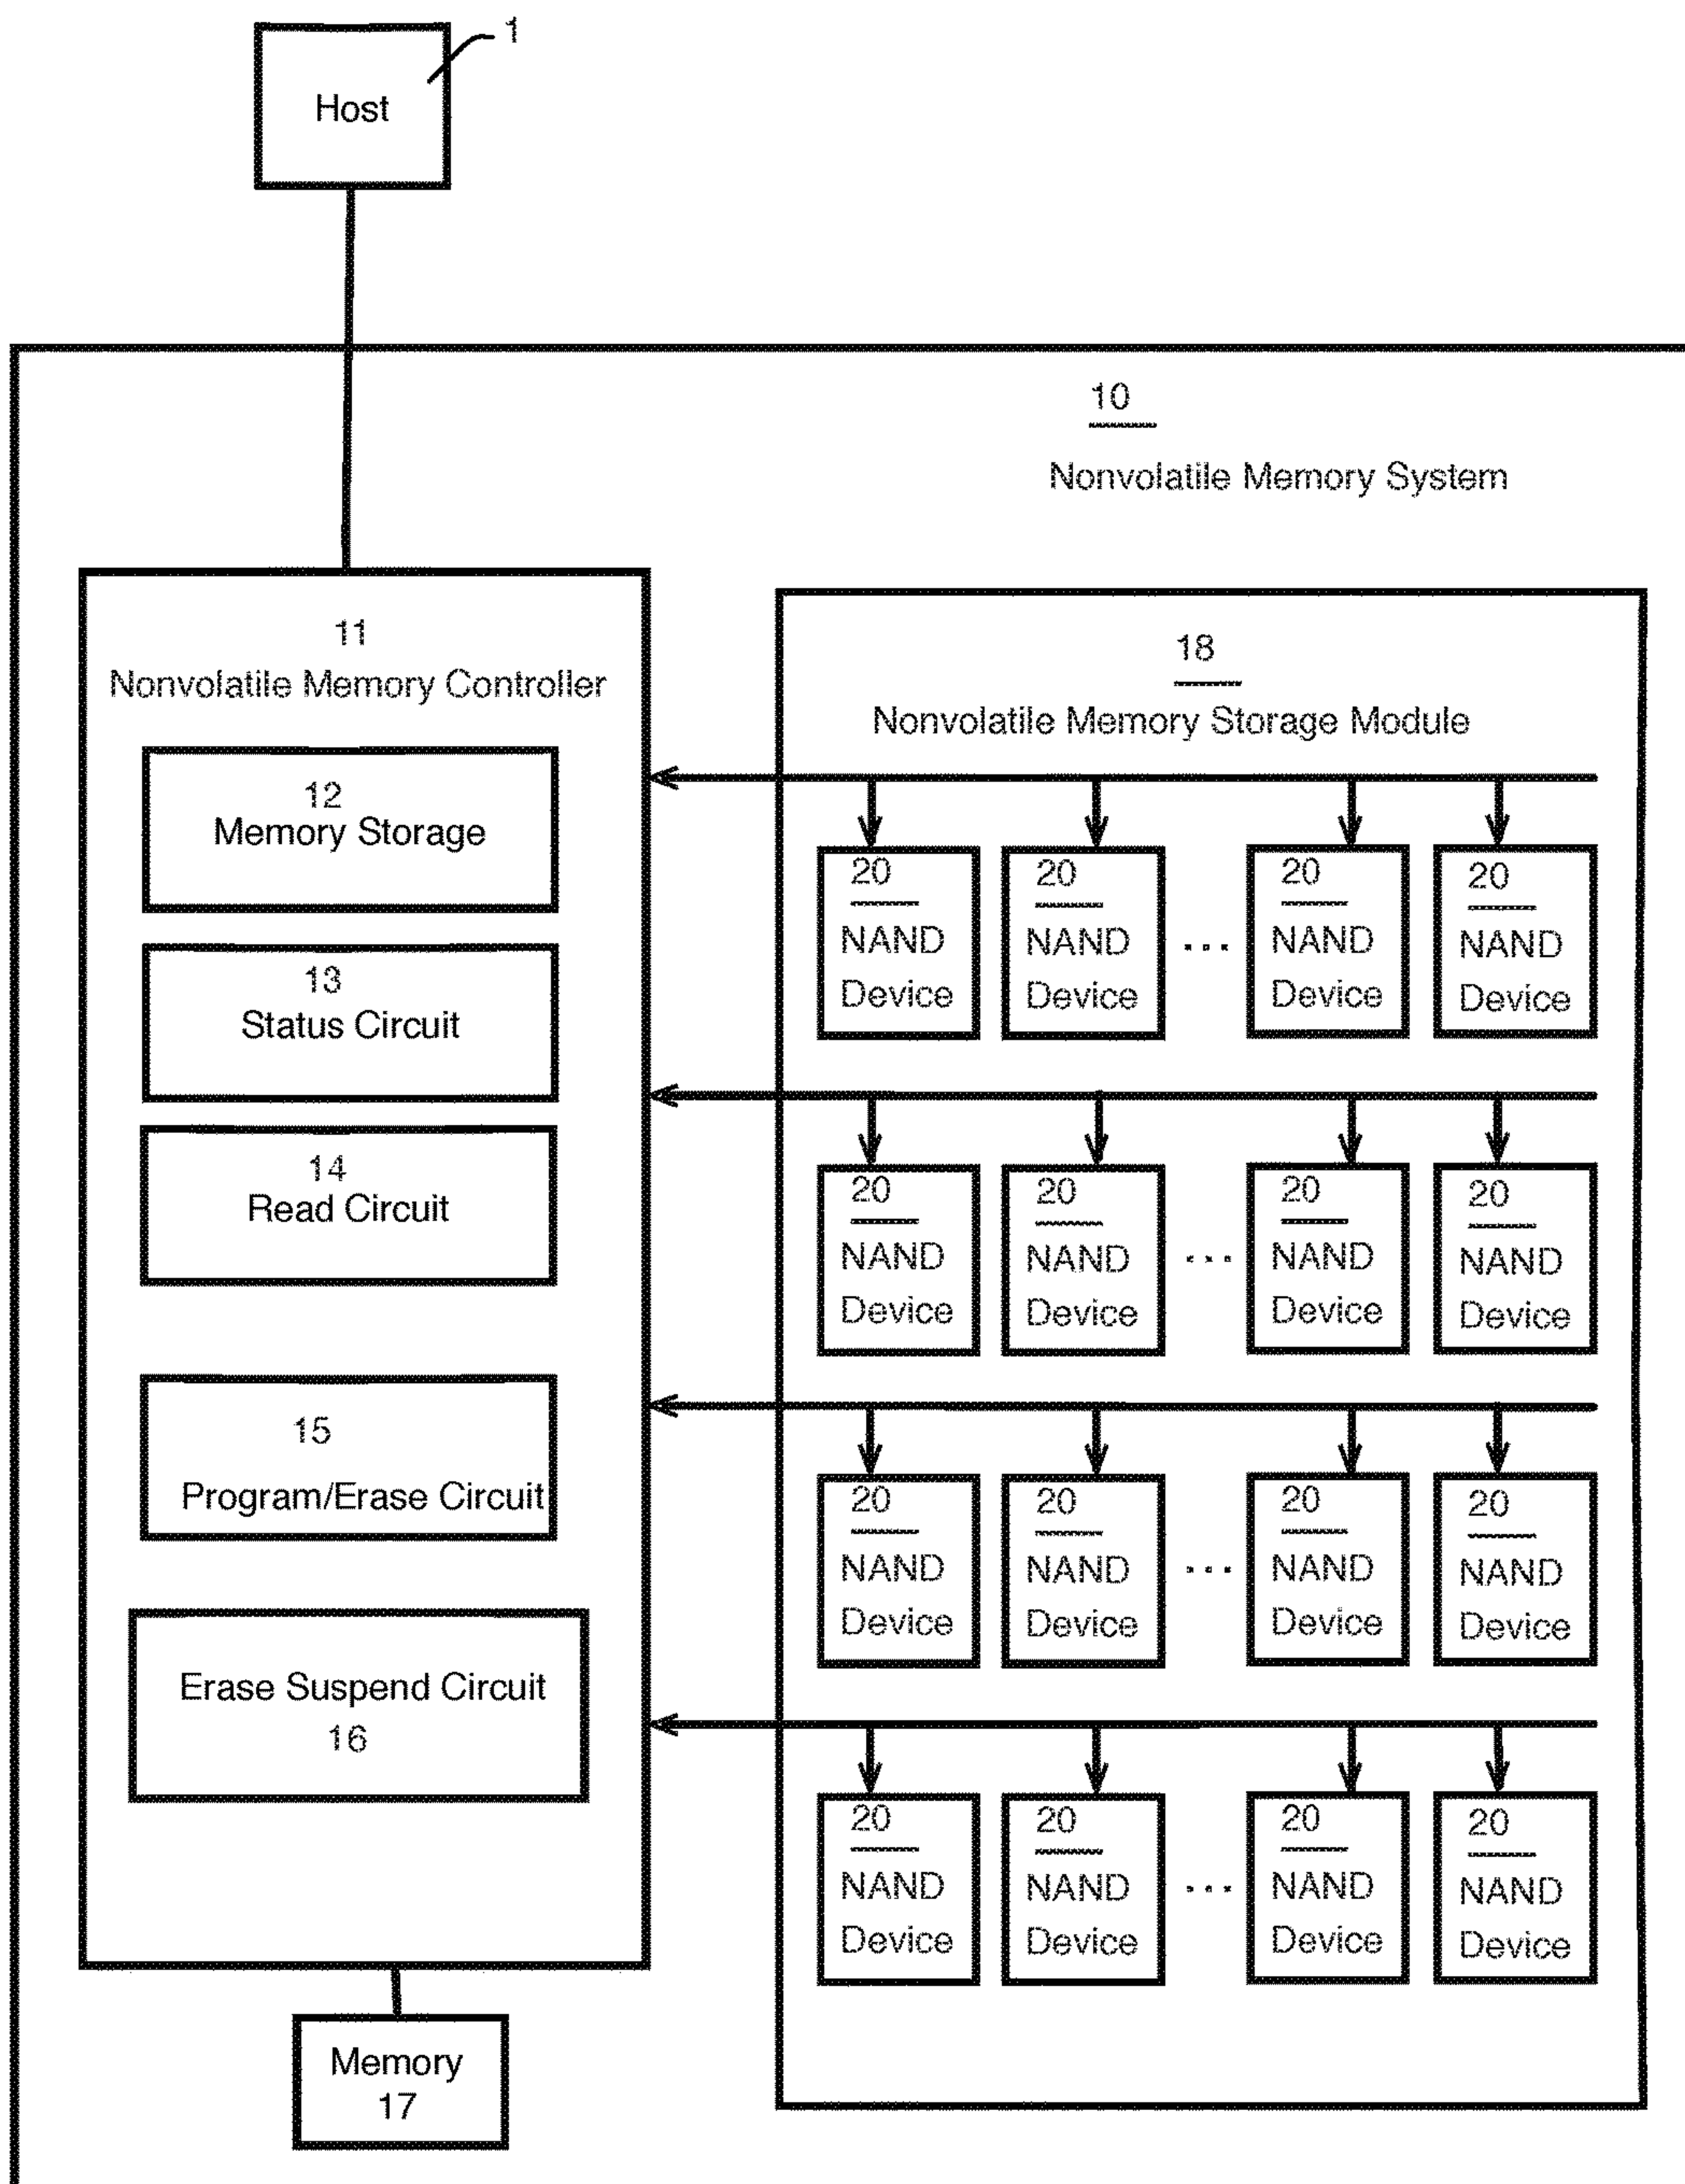 1
Host
10
Nonvolatile Memory System
11
Nonvolatile Memory Controller
12
Memory Storage
13
Status Circuit
14
Read Circuit
15
Program/Erase Circuit
Erase Suspend Circuit
16
Memory
17
18
Nonvolatile Memory Storage Module
20 20 20 20
NAND NAND ... NAND NAND
Device Device Device Device
20 20 20 20
NAND NAND ... NAND NAND
Device Device Device Device
20 20 20 20
NAND NAND ... NAND NAND
Device Device Device Device
20 20 20 20
NAND NAND ... NAND NAND
Device Device Device Device